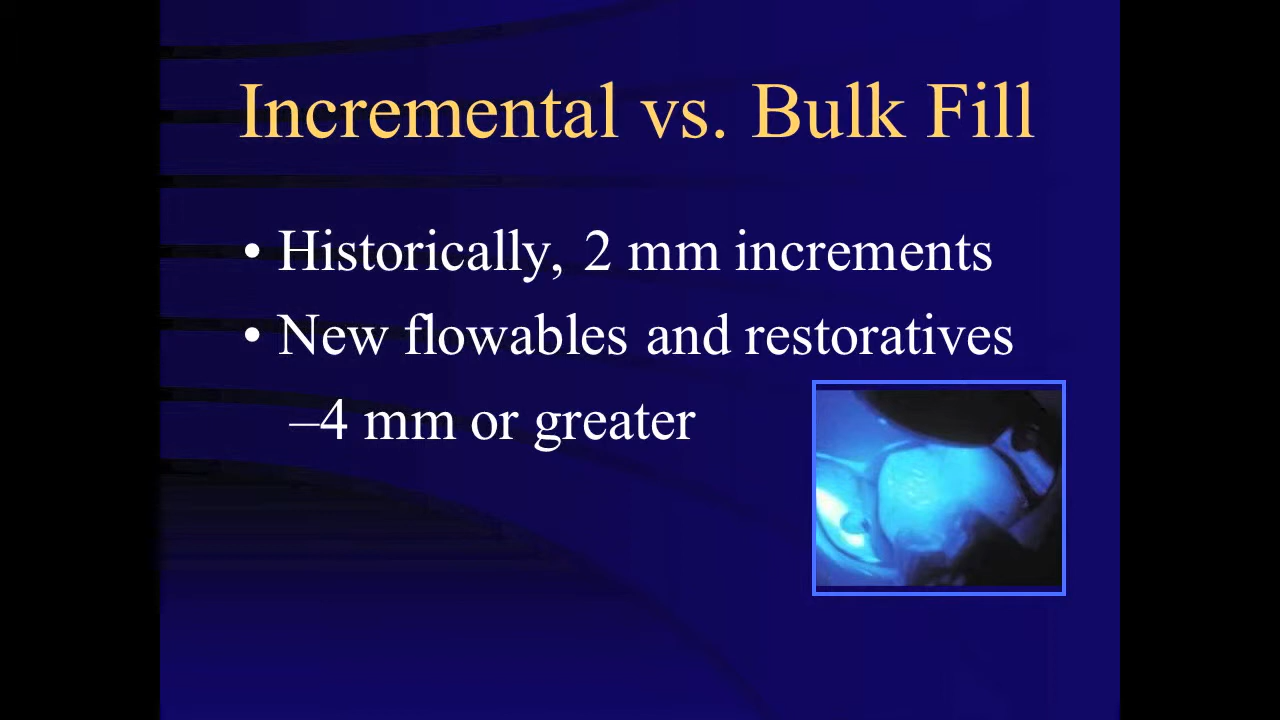 Incremental vs. Bulk Fill
• Historically, 2 mm increments
• New flowables and restoratives
–4 mm or greater